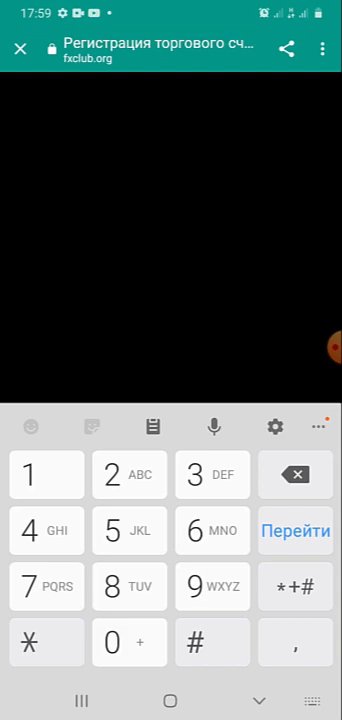 17:59
Регистрация торгового сч...
fxclub.org
1
2 ABC
3 DEF
4 GHI
5 JKL
6 MNO
Перейти
7 PQRS
8 TUV
9 WXYZ
*+#
*
0 +
#
,